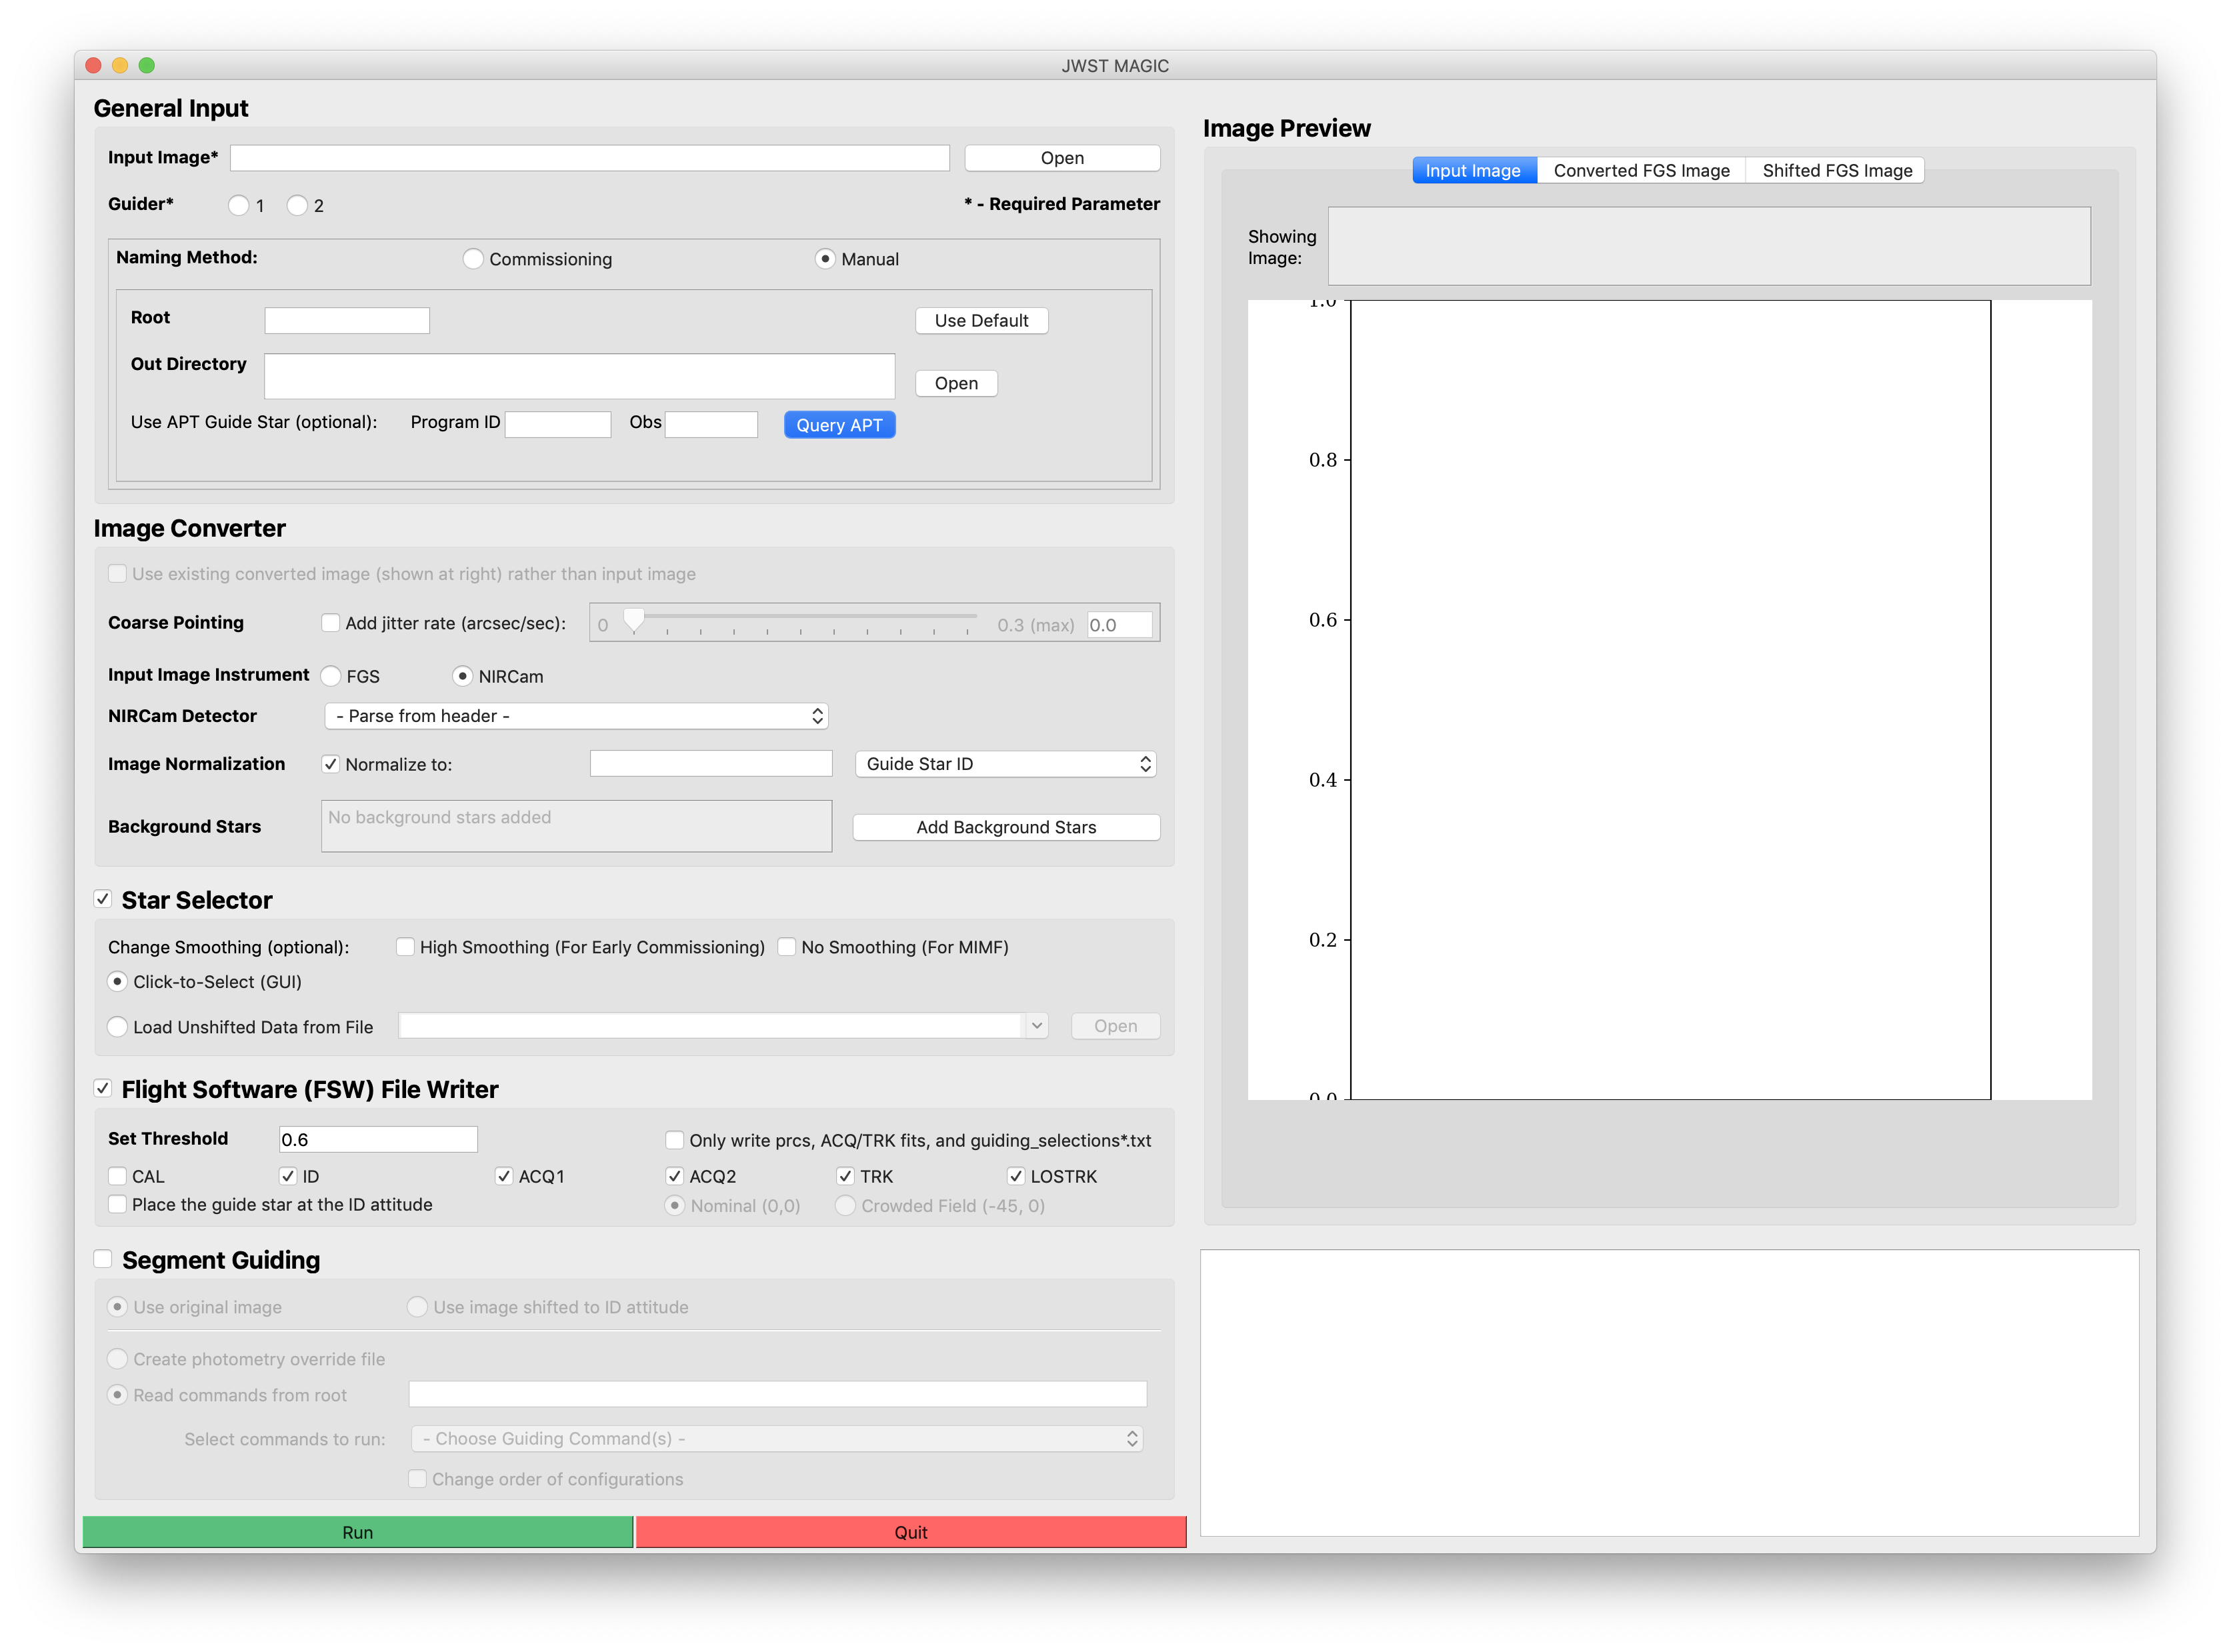 JWST MAGIC
General Input
Input Image*
Open
Guider* 1 2 * - Required Parameter
Naming Method: Commissioning Manual
Root
Use Default
Out Directory
Open
Use APT Guide Star (optional): Program ID Obs Query APT
Image Converter
Use existing converted image (shown at right) rather than input image
Coarse Pointing Add jitter rate (arcsec/sec): 0 0.3 (max) 0.0
Input Image Instrument FGS NIRCam
NIRCam Detector - Parse from header -
Image Normalization Normalize to: Guide Star ID
Background Stars No background stars added Add Background Stars
Star Selector
Change Smoothing (optional): High Smoothing (For Early Commissioning) No Smoothing (For MIMF)
Click-to-Select (GUI)
Load Unshifted Data from File Open
Flight Software (FSW) File Writer
Set Threshold 0.6 Only write prcs, ACQ/TRK fits, and guiding_selections*.txt
CAL ID ACQ1 ACQ2 TRK LOSTRK
Place the guide star at the ID attitude Nominal (0,0) Crowded Field (-45, 0)
Segment Guiding
Use original image Use image shifted to ID attitude
Create photometry override file
Read commands from root
Select commands to run: - Choose Guiding Command(s) -
Change order of configurations
Run Quit
Image Preview
Input Image Converted FGS Image Shifted FGS Image
Showing
Image:
1.0
0.8
0.6
0.4
0.2
0.0